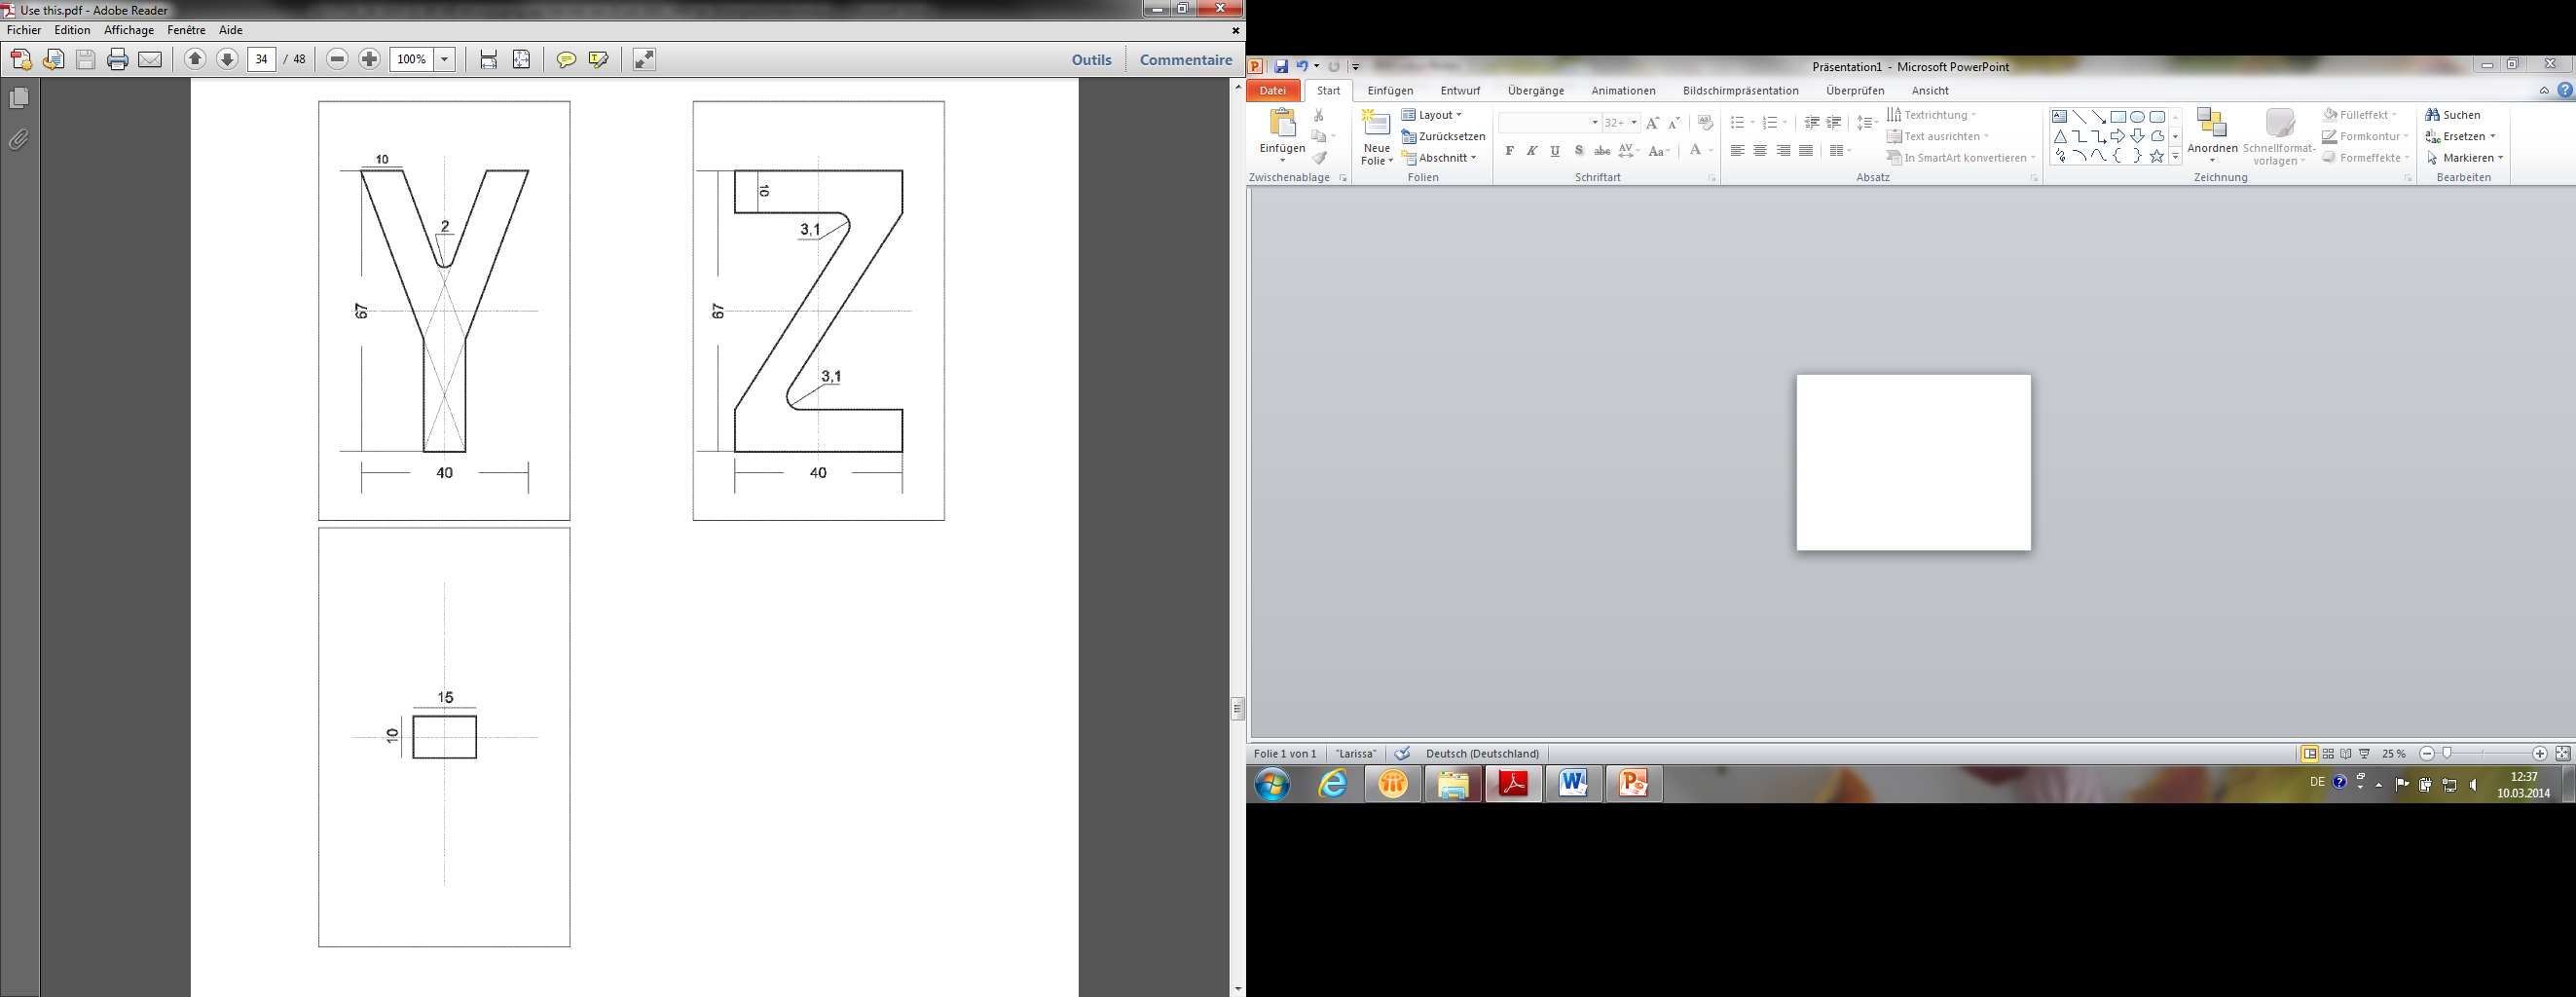 Use this.pdf - Adobe Reader
Fichier Edition Affichage Fenêtre Aide
34 / 48 100% Outils Commentaire
10
2
67
40
10
3,1
67
3,1
40
15
10
Präsentation1 - Microsoft PowerPoint
Datei Start Einfügen Entwurf Übergänge Animationen Bildschirmpräsentation Überprüfen Ansicht
Einfügen
Zwischenablage
Neue
Folie
Layout
Zurücksetzen
Abschnitt
Folien
32+
F K U S abc AV Aa A
Schriftart
Textrichtung
Text ausrichten
In SmartArt konvertieren
Absatz
Anordnen
Schnellformat-
vorlagen
Fülleffekt
Formkontur
Formeffekte
Zeichnung
Suchen
Ersetzen
Markieren
Bearbeiten
Folie 1 von 1 "Larissa" Deutsch (Deutschland) 25 %
DE 12:37
10.03.2014